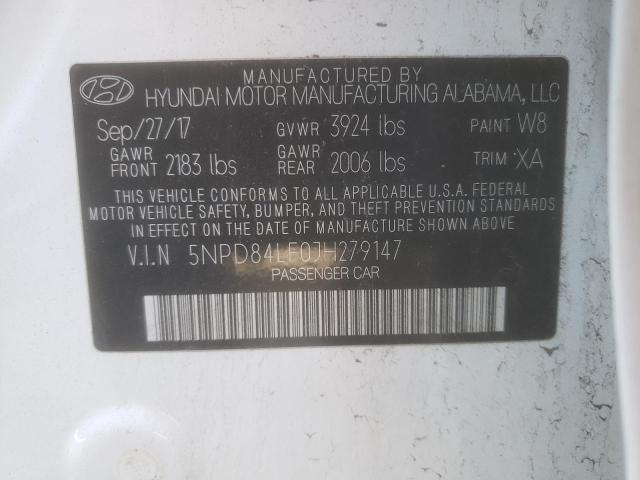 MANUFACTURED BY
HYUNDAI MOTOR MANUFACTURING ALABAMA, LLC
Sep/27/17 GVWR 3924 lbs PAINT W8
GAWR FRONT 2183 lbs GAWR REAR 2006 lbs TRIM :XA
THIS VEHICLE CONFORMS TO ALL APPLICABLE U.S.A. FEDERAL
MOTOR VEHICLE SAFETY, BUMPER, AND THEFT PREVENTION STANDARDS
IN EFFECT ON THE DATE OF MANUFACTURE SHOWN ABOVE.
V.I.N 5NPD84LF0JH279147
PASSENGER CAR